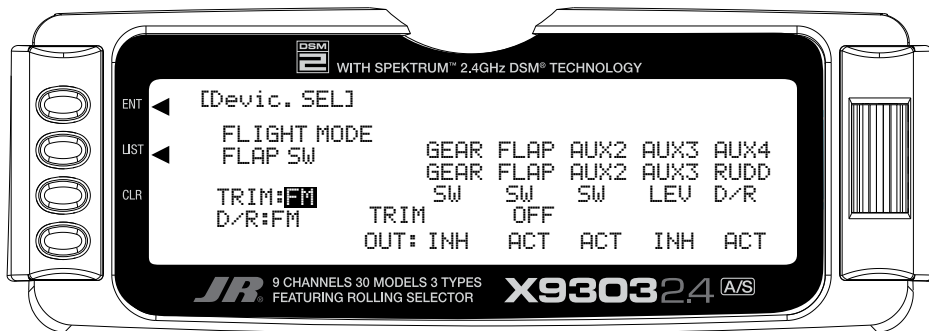 DSM
2
WITH SPEKTRUM™ 2.4GHz DSM® TECHNOLOGY
ENT
LIST
CLR
[Devic. SEL]
FLIGHT MODE
FLAP SW
GEAR FLAP AUX2 AUX3 AUX4
GEAR FLAP AUX2 AUX3 RUDD
SW SW SW LEV D/R
TRIM:FM
D/R:FM
TRIM OFF
OUT: INH ACT ACT INH ACT
JR®
9 CHANNELS 30 MODELS 3 TYPES
FEATURING ROLLING SELECTOR
X9303 2.4 A/S